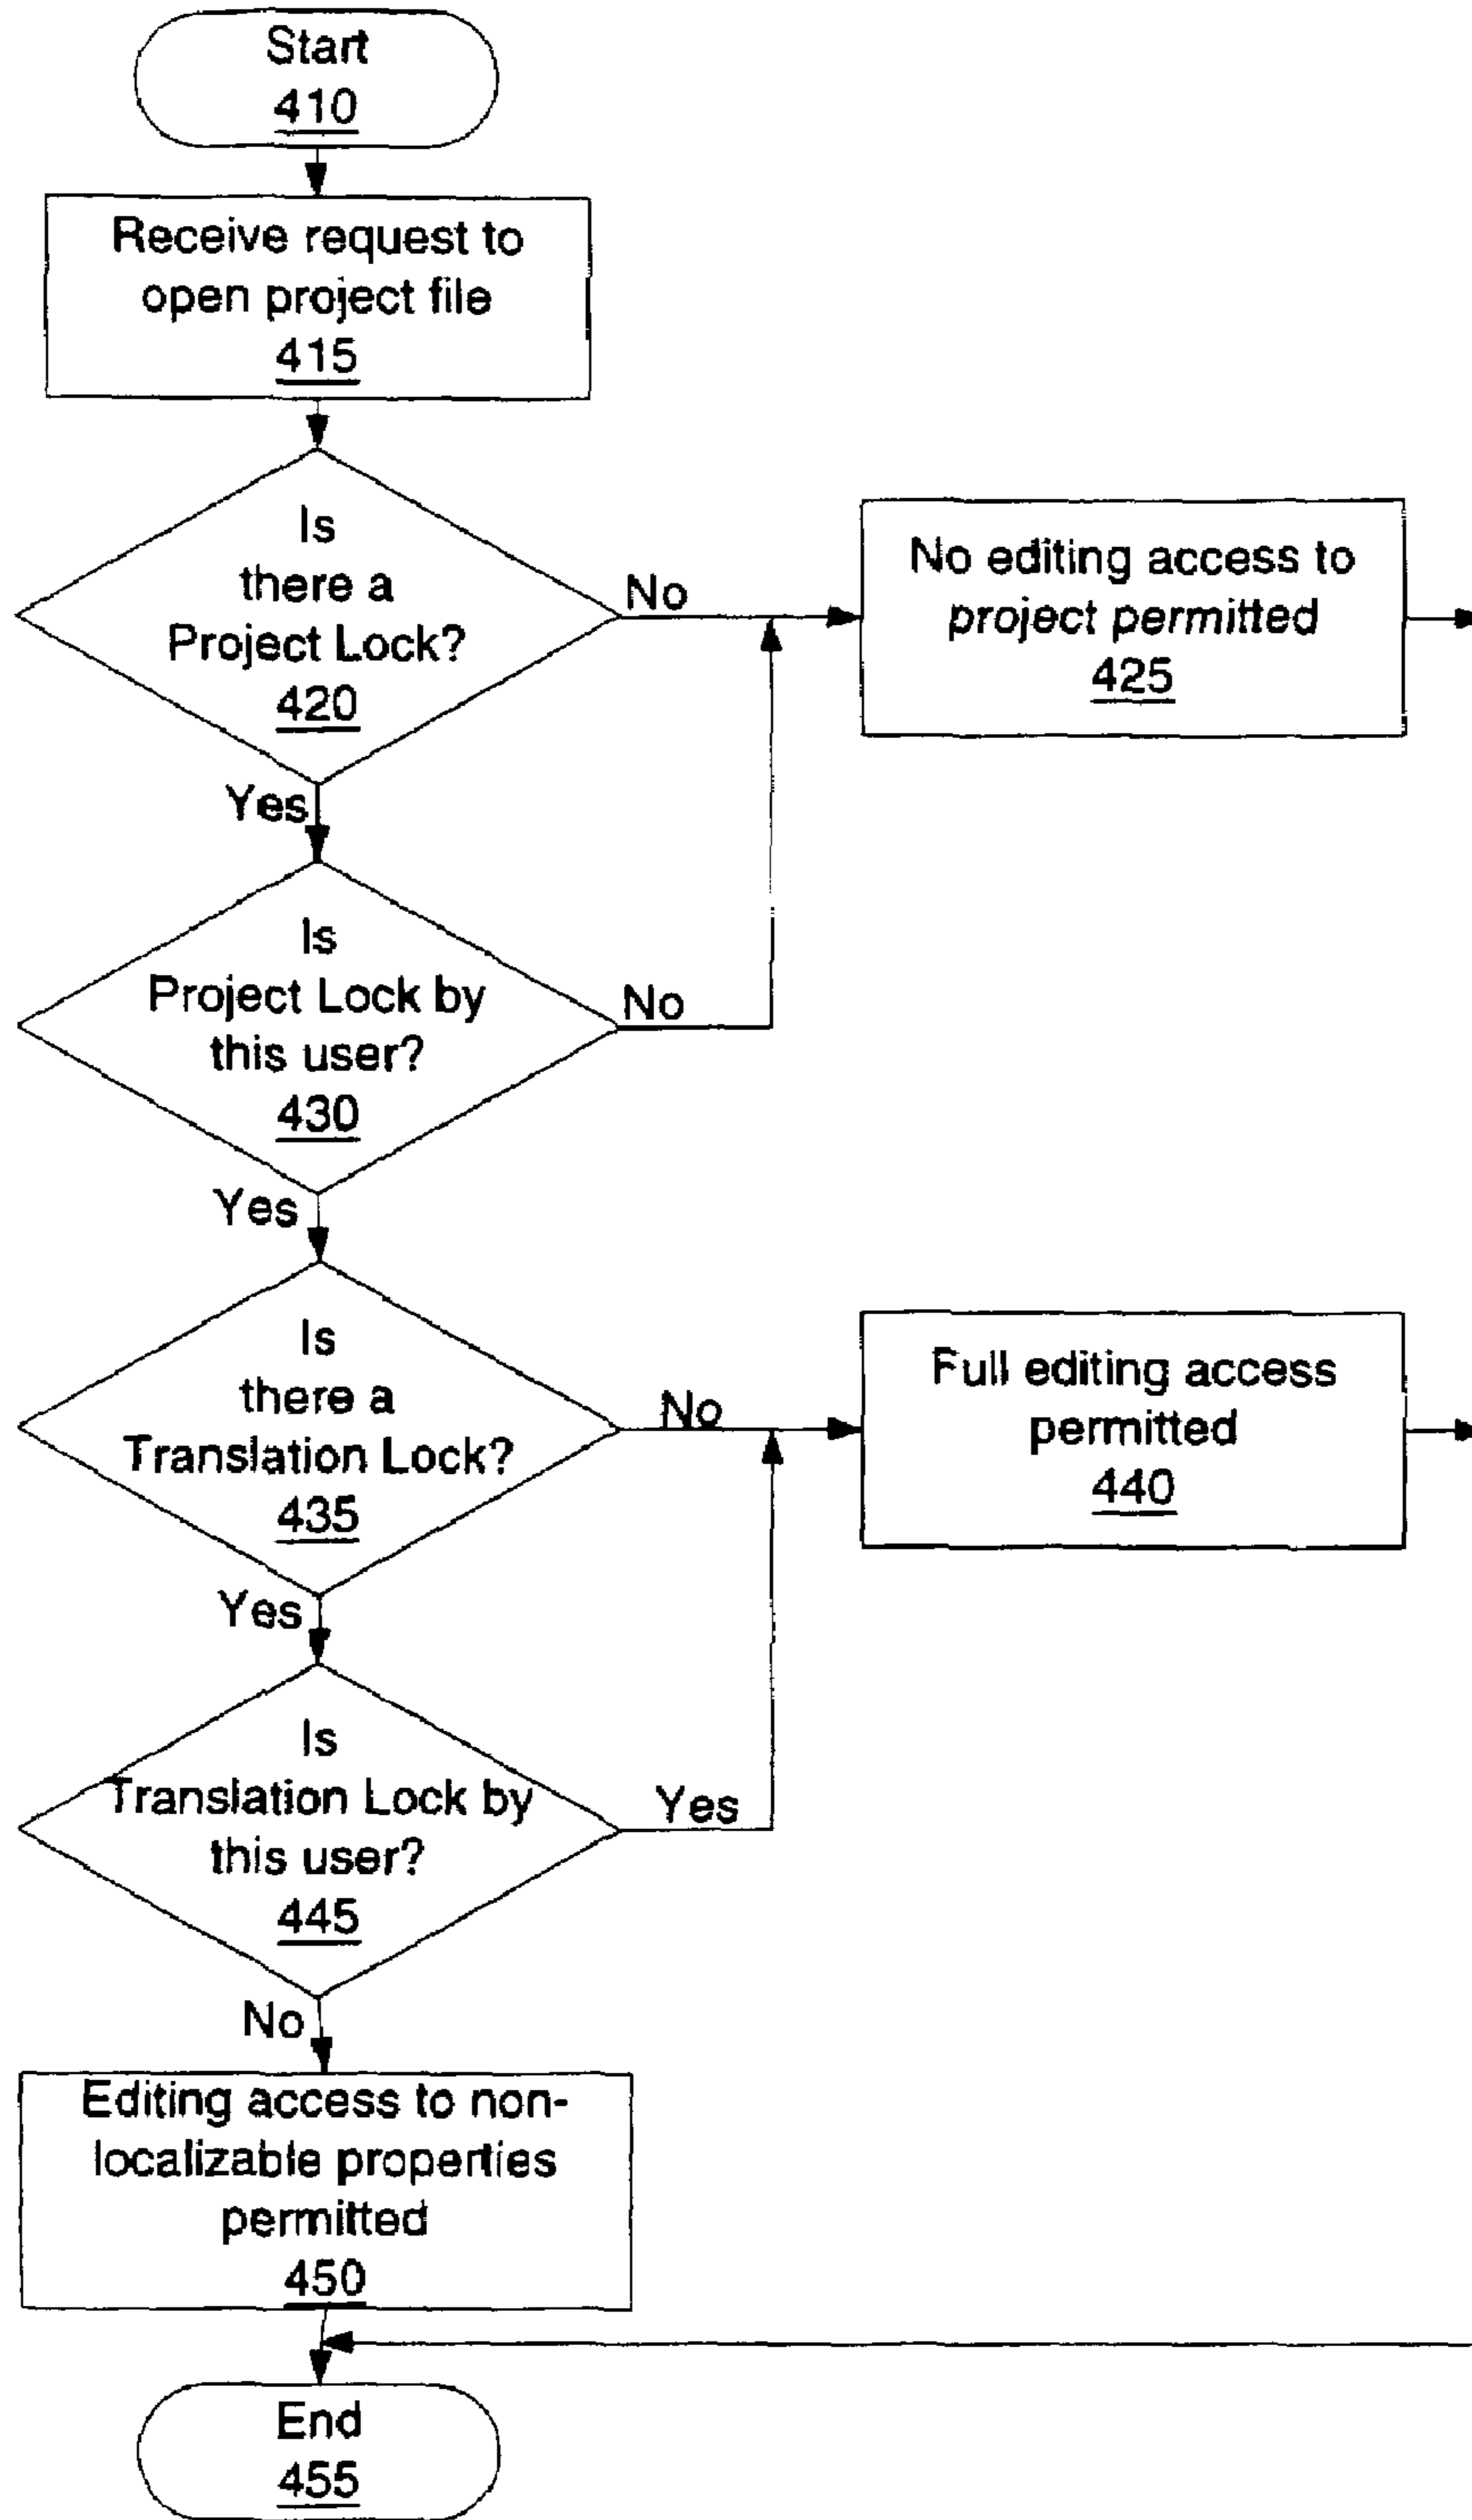 Start
410
Receive request to
open project file
415
Is
there a
Project Lock?
420
No
No editing access to
project permitted
425
Yes
Is
Project Lock by
this user?
430
No
Yes
Is
there a
Translation Lock?
435
No
Full editing access
permitted
440
Yes
Is
Translation Lock by
this user?
445
Yes
No
Editing access to non-
localizable properties
permitted
450
End
455